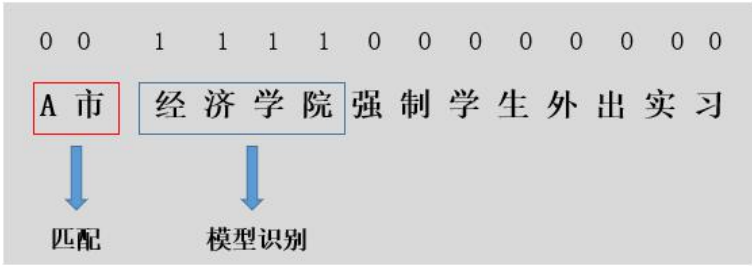 0 0 1 1 1 1 0 0 0 0 0 0 0 0
A 市 经 济 学 院 强 制 学 生 外 出 实 习
匹配 模型识别